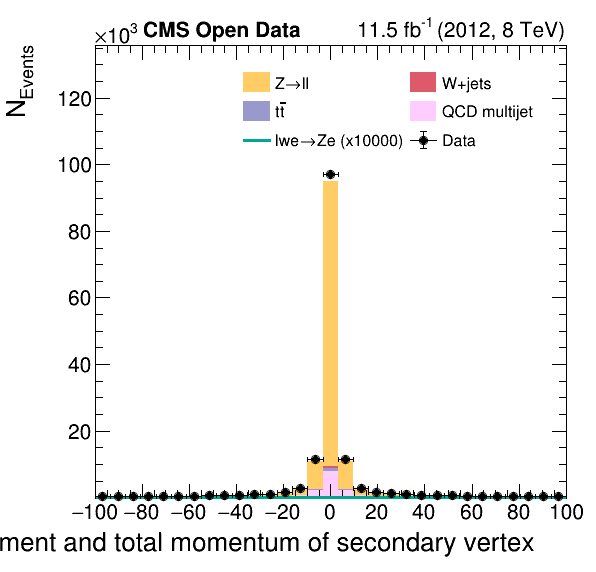 ×10³ CMS Open Data 11.5 fb⁻¹ (2012, 8 TeV)
N_Events
Z→ll W+jets
tt̄ QCD multijet
lwe→Ze (x10000) Data
120
100
80
60
40
20
−100 −80 −60 −40 −20 0 20 40 60 80 100
ment and total momentum of secondary vertex